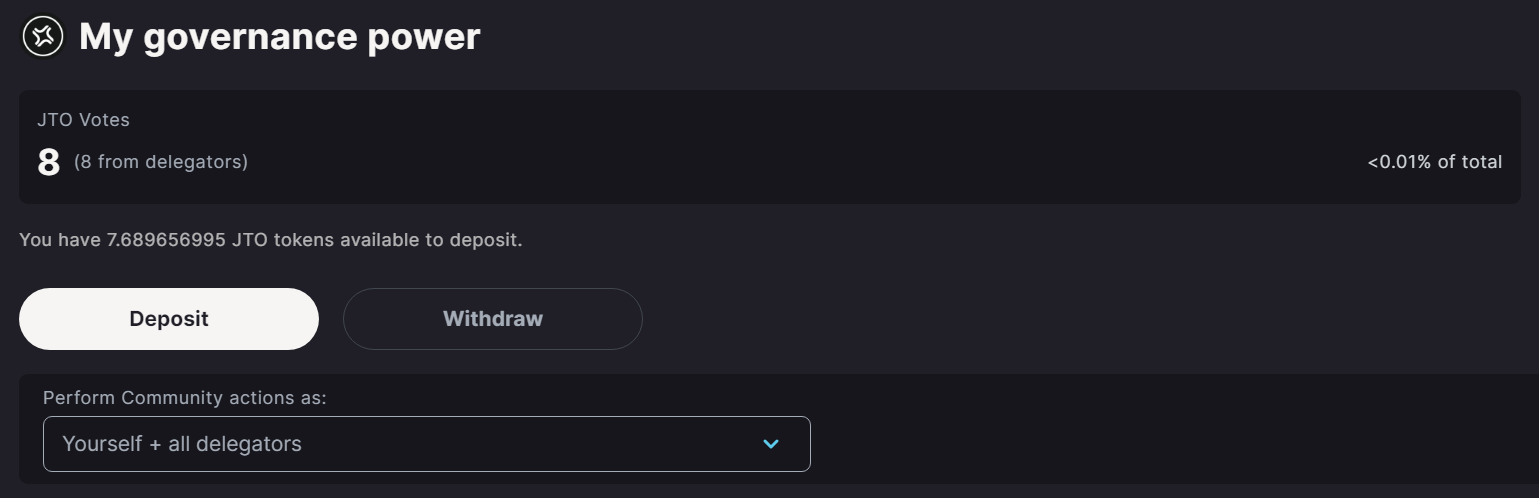 My governance power
JTO Votes
8 (8 from delegators) <0.01% of total
You have 7.689656995 JTO tokens available to deposit.
Deposit Withdraw
Perform Community actions as:
Yourself + all delegators